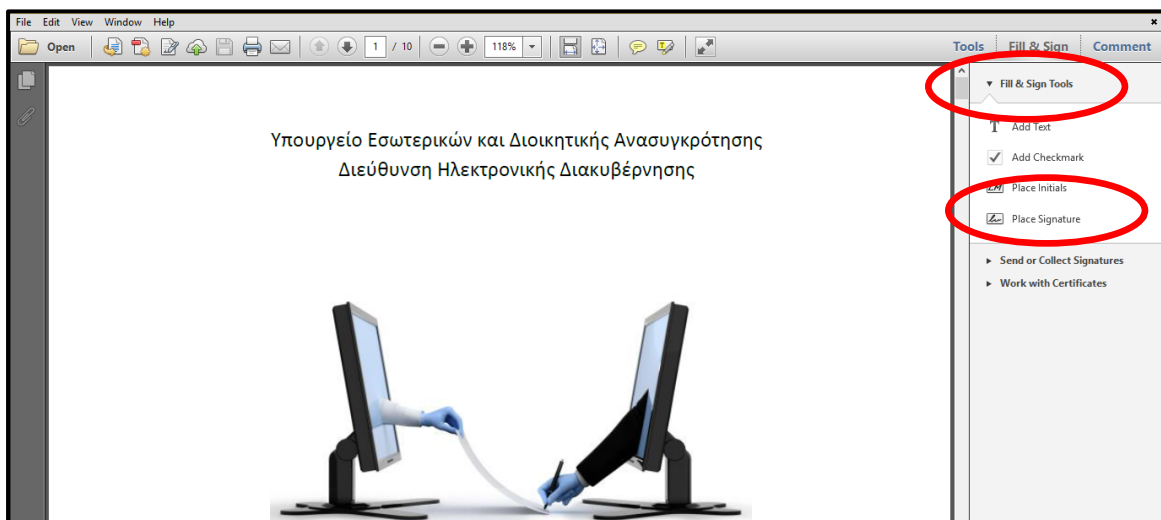 File Edit View Window Help
Open 1 / 10 118% Tools Fill & Sign Comment
Fill & Sign Tools
Add Text
Add Checkmark
Place Initials
Place Signature
Send or Collect Signatures
Work with Certificates
Υπουργείο Εσωτερικών και Διοικητικής Ανασυγκρότησης
Διεύθυνση Ηλεκτρονικής Διακυβέρνησης